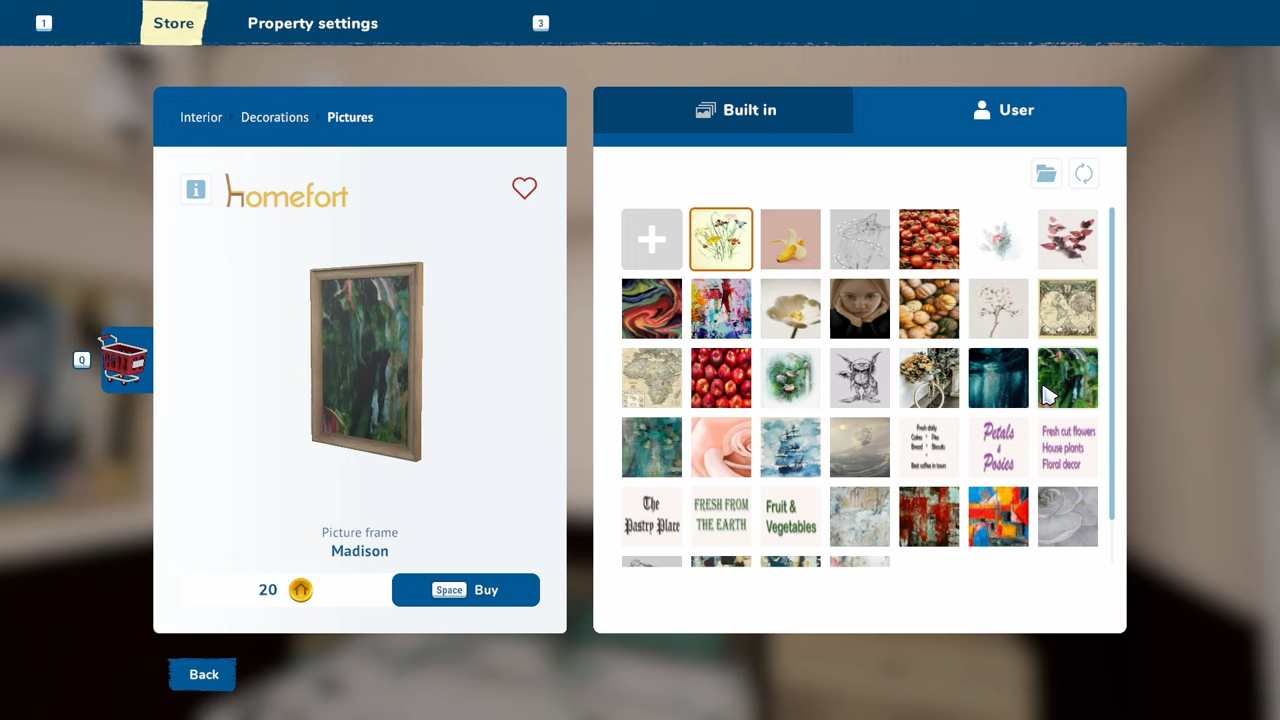 1
Store
Property settings
3
Interior
Decorations
Pictures
Built in
User
i
homefort
Q
Fresh daily
Cakes * Pies
Bread * Biscuits
Best coffee in town
Petals
&
Posies
Fresh cut flowers
House plants
Floral decor
The
Pastry Place
FRESH FROM
THE EARTH
Fruit &
Vegetables
Picture frame
Madison
20
Space
Buy
Back